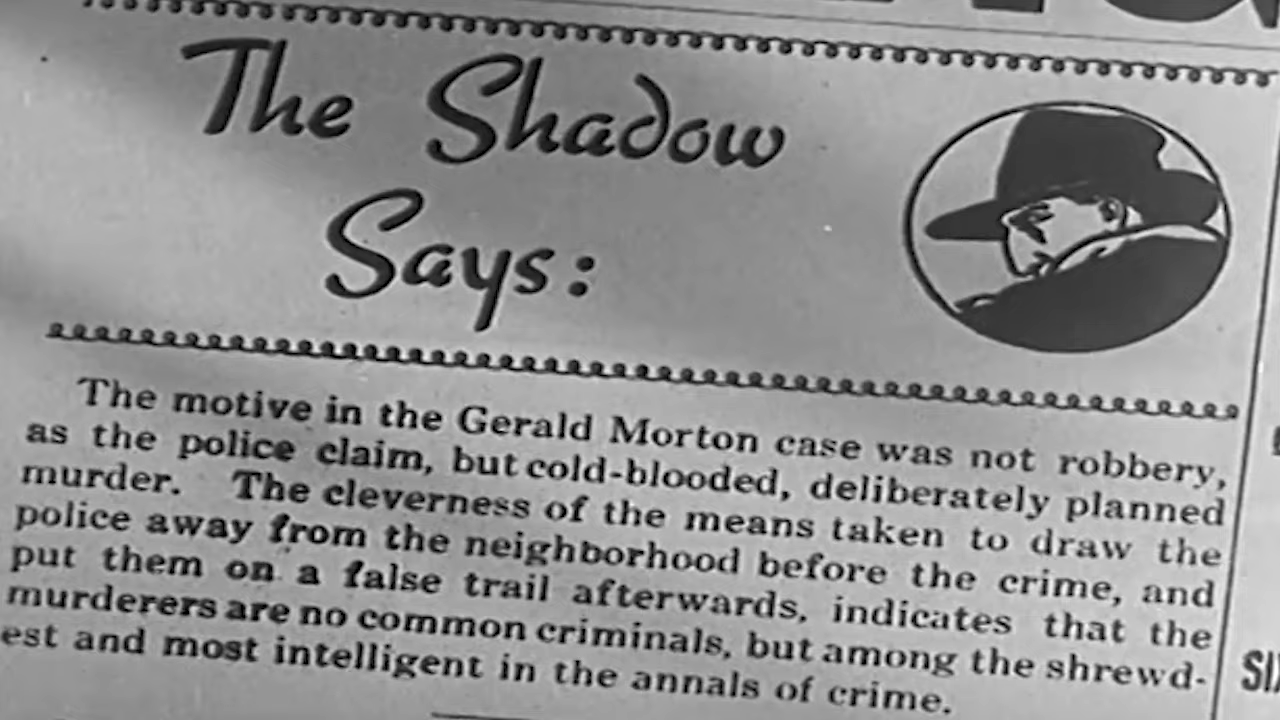 The Shadow
Says:
The motive in the Gerald Morton case was not robbery,
as the police claim, but cold-blooded, deliberately planned
murder. The cleverness of the means taken to draw the
police away from the neighborhood before the crime, and
put them on a false trail afterwards, indicates that the
murderers are no common criminals, but among the shrewd-
est and most intelligent in the annals of crime.